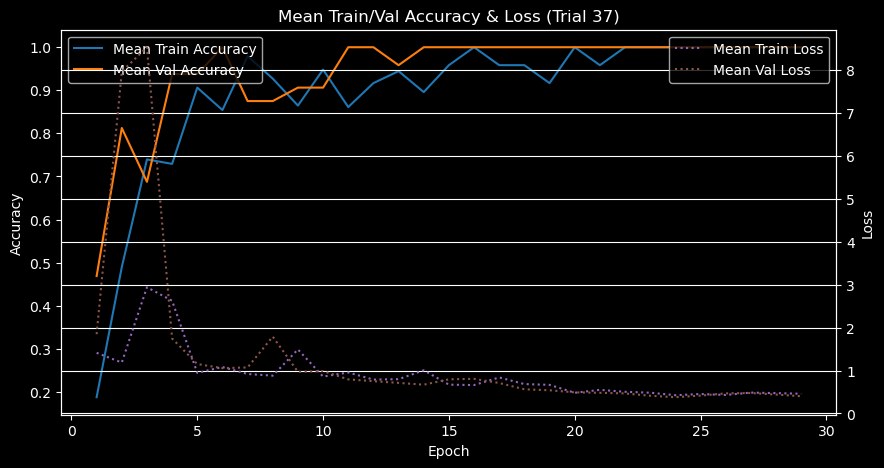 Mean Train/Val Accuracy & Loss (Trial 37)
Mean Train Accuracy
Mean Val Accuracy
Mean Train Loss
Mean Val Loss
1.0
0.9
0.8
0.7
0.6
0.5
0.4
0.3
0.2
Accuracy
8
7
6
5
4
3
2
1
0
Loss
0 5 10 15 20 25 30
Epoch